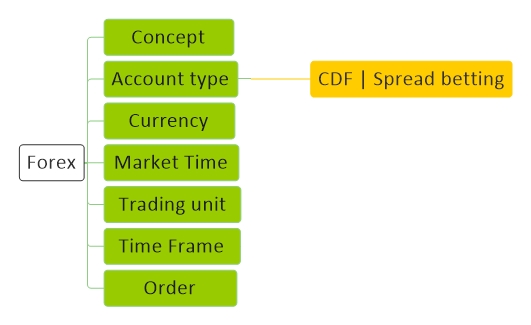 Concept
Account type
CDF | Spread betting
Currency
Forex
Market Time
Trading unit
Time Frame
Order